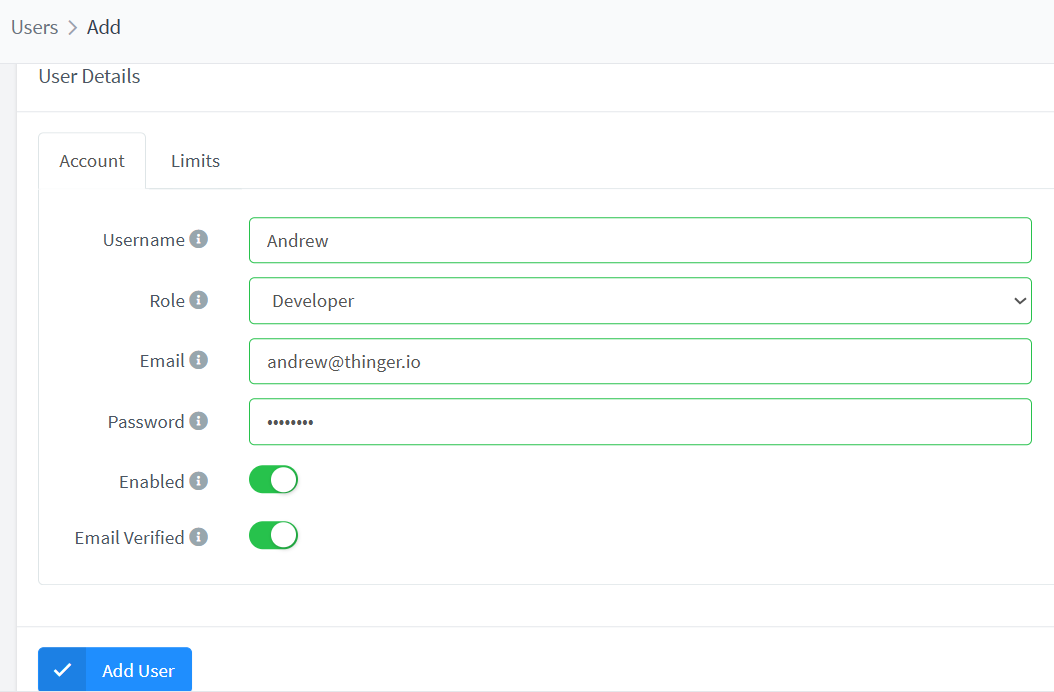 Users > Add
User Details
Account Limits
Username Andrew
Role Developer
Email andrew@thinger.io
Password ••••••••
Enabled
Email Verified
Add User